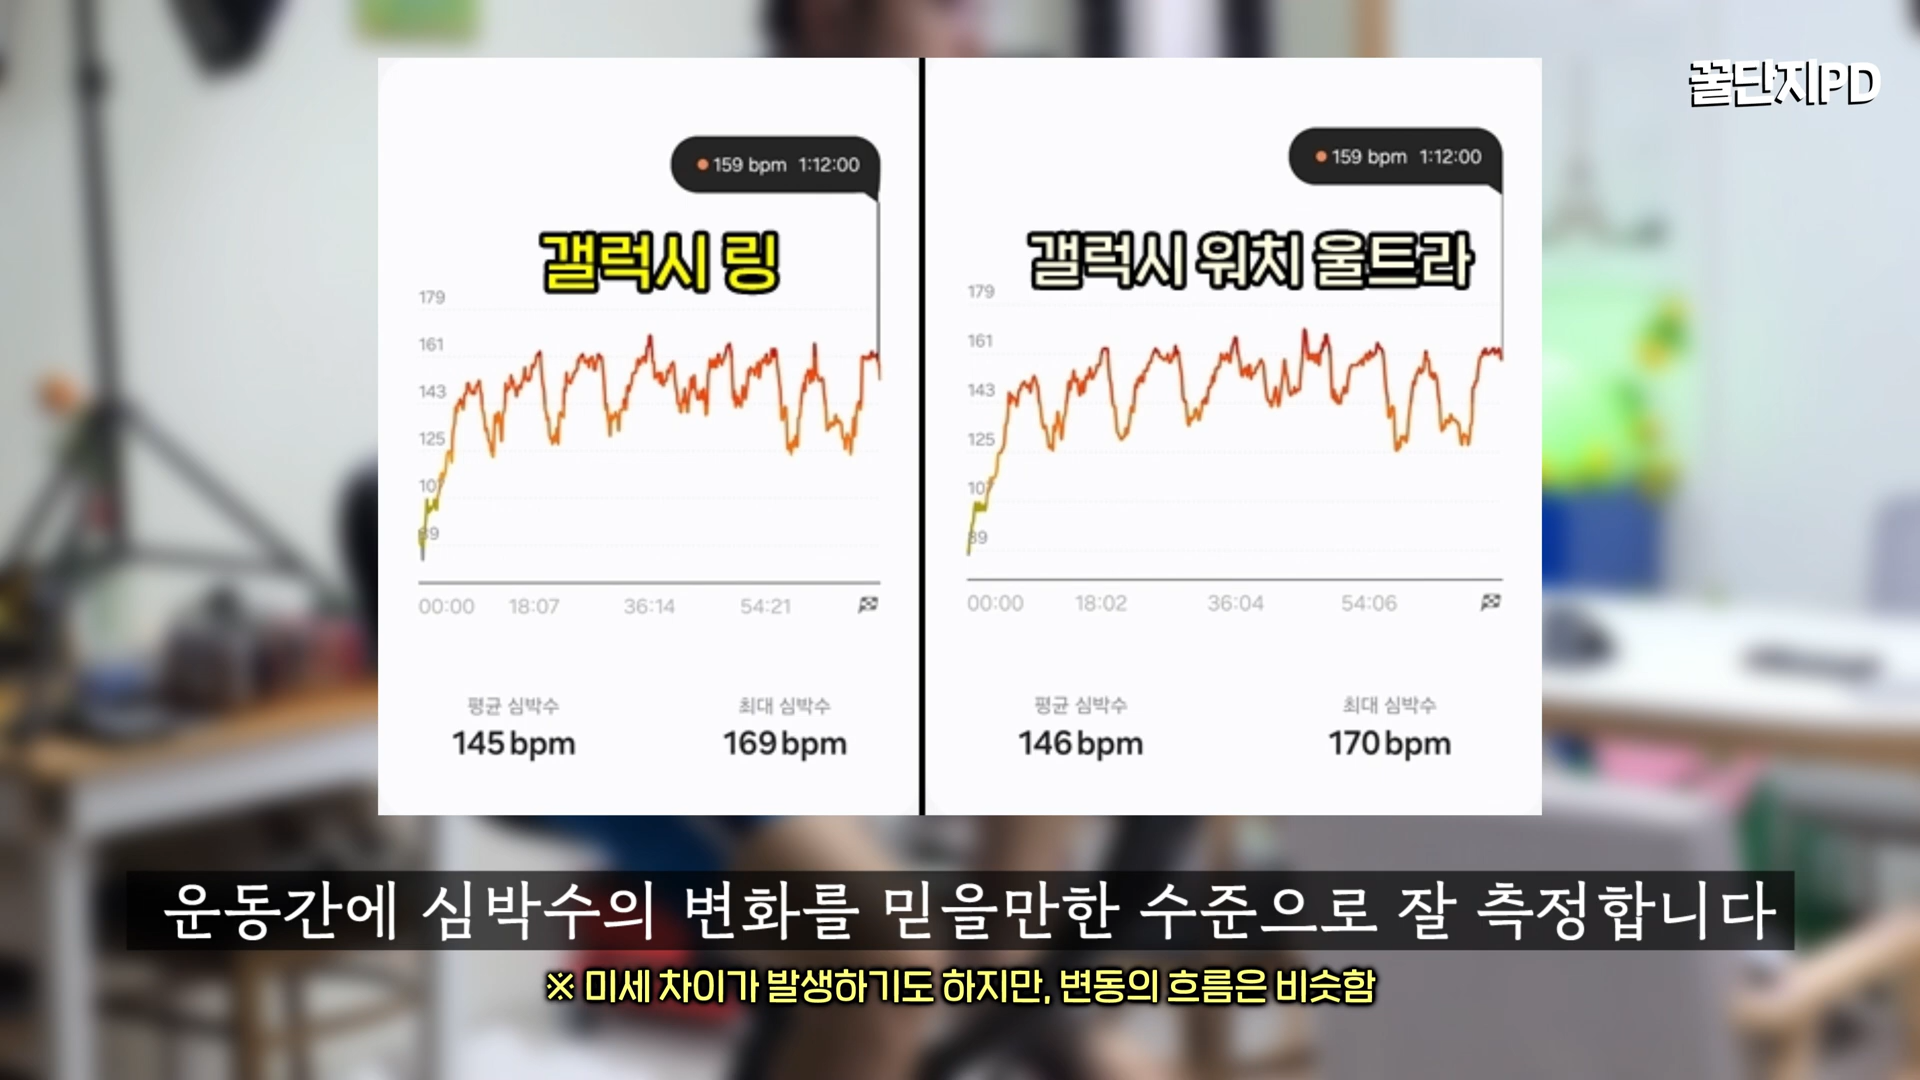 꿀단지PD
159 bpm 1:12:00
갤럭시 링
179
161
143
125
107
89
00:00 18:07 36:14 54:21
평균 심박수 최대 심박수
145 bpm 169 bpm
159 bpm 1:12:00
갤럭시 워치 울트라
179
161
143
125
107
89
00:00 18:02 36:04 54:06
평균 심박수 최대 심박수
146 bpm 170 bpm
운동간에 심박수의 변화를 믿을만한 수준으로 잘 측정합니다
※ 미세 차이가 발생하기도 하지만, 변동의 흐름은 비슷함